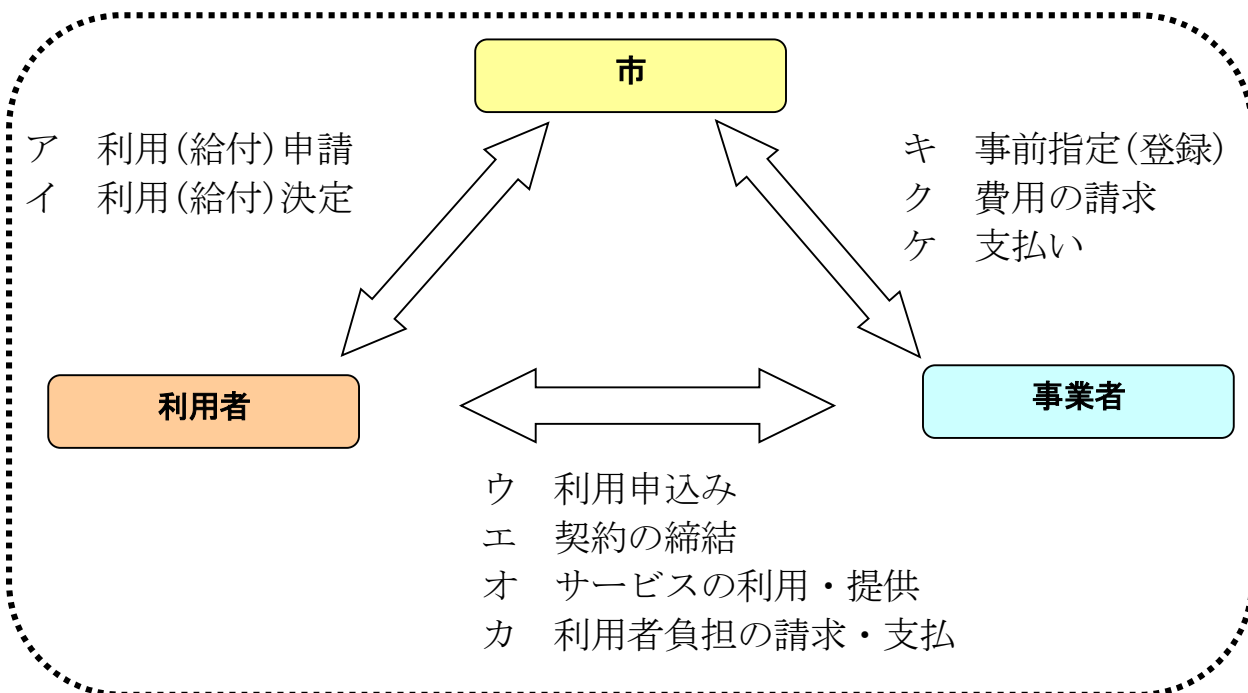 市
ア　利用(給付)申請
イ　利用(給付)決定
キ　事前指定(登録)
ク　費用の請求
ケ　支払い
利用者
事業者
ウ　利用申込み
エ　契約の締結
オ　サービスの利用・提供
カ　利用者負担の請求・支払